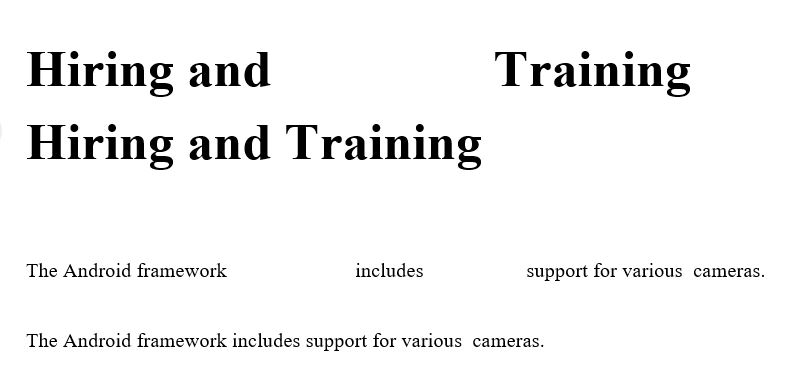 Hiring and                Training
Hiring and Training
The Android framework                includes                support for various  cameras.
The Android framework includes support for various  cameras.